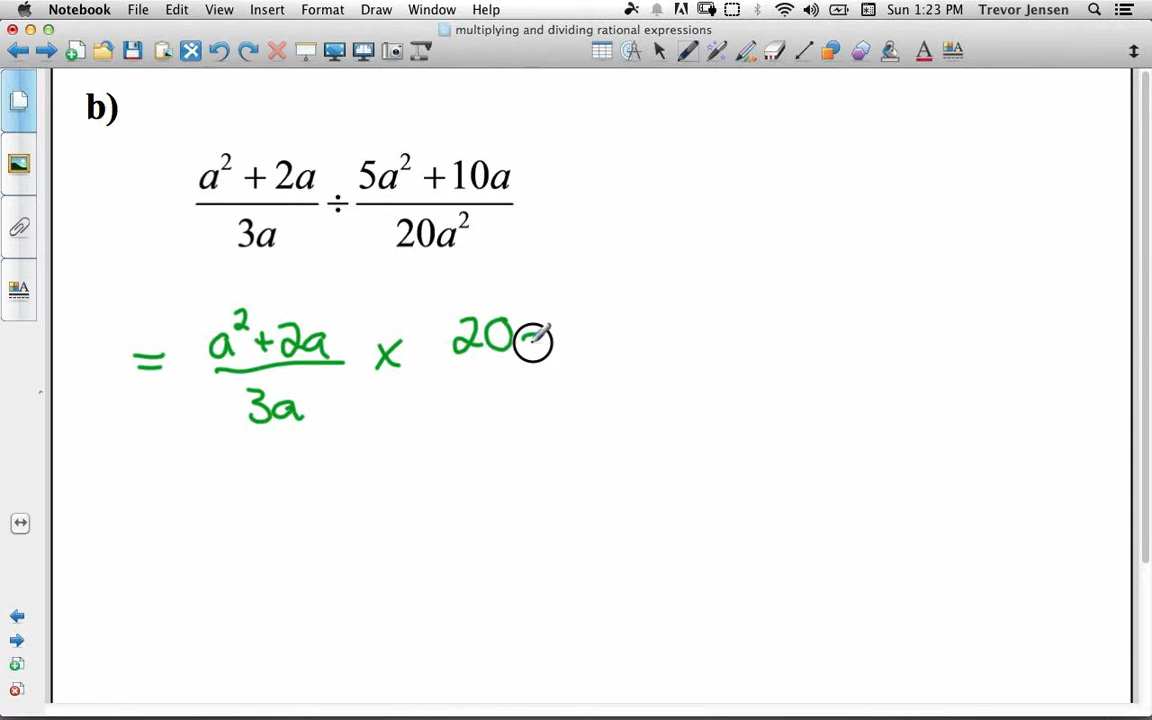 Notebook File Edit View Insert Format Draw Window Help Sun 1:23 PM Trevor Jensen
multiplying and dividing rational expressions
b)
a² + 2a / 3a ÷ 5a² + 10a / 20a²
= a² + 2a / 3a × 20